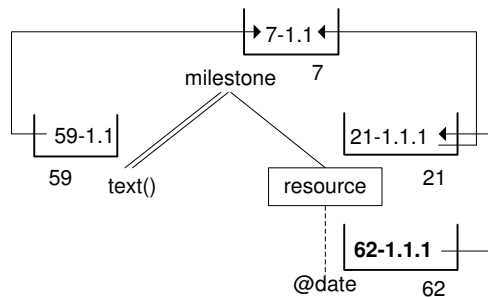 7-1.1
7
milestone
59-1.1
21-1.1.1
59
text()
resource
21
62-1.1.1
@date
62